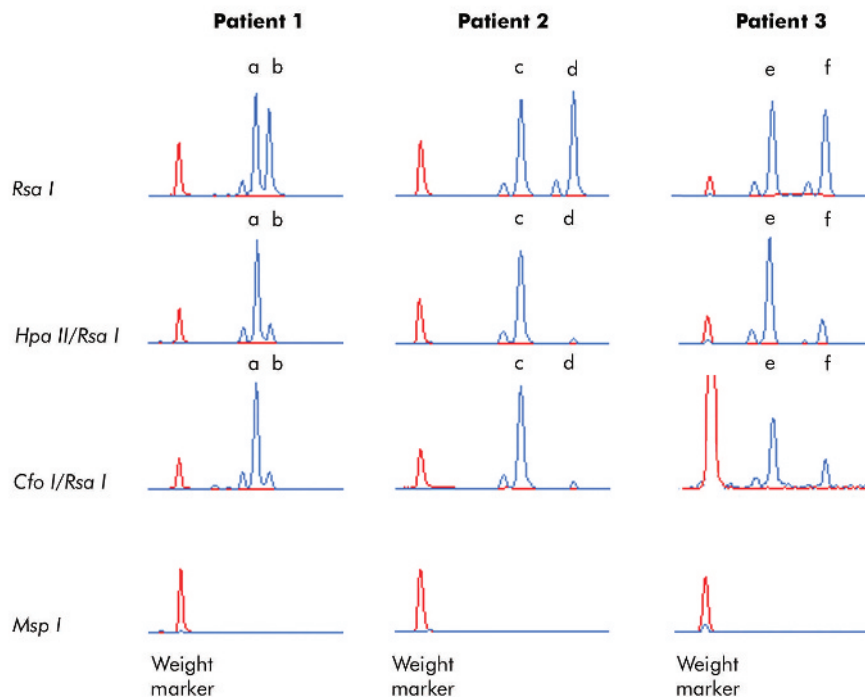 Patient 1 Patient 2 Patient 3
a b c d e f
Rsa I
a b c d e f
Hpa II/Rsa I
a b c d e f
Cfo I/Rsa I
Msp I
Weight Weight Weight
marker marker marker